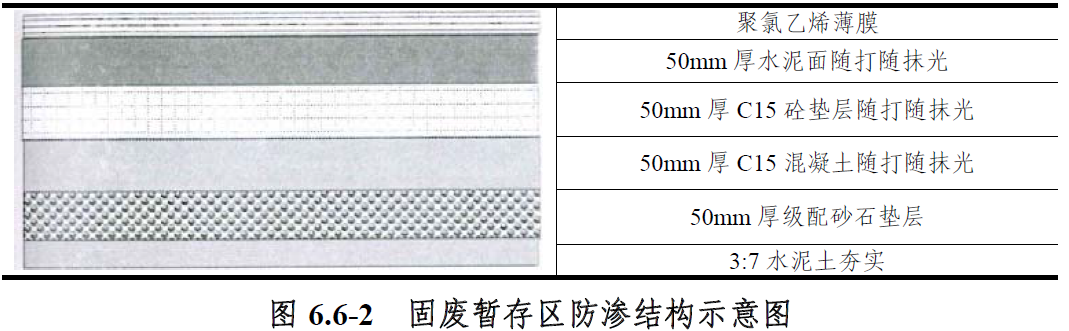 聚氯乙烯薄膜
50mm 厚水泥面随打随抹光
50mm 厚 C15 砼垫层随打随抹光
50mm 厚 C15 混凝土随打随抹光
50mm 厚级配砂石垫层
3:7 水泥土夯实
图 6.6-2 固废暂存区防渗结构示意图